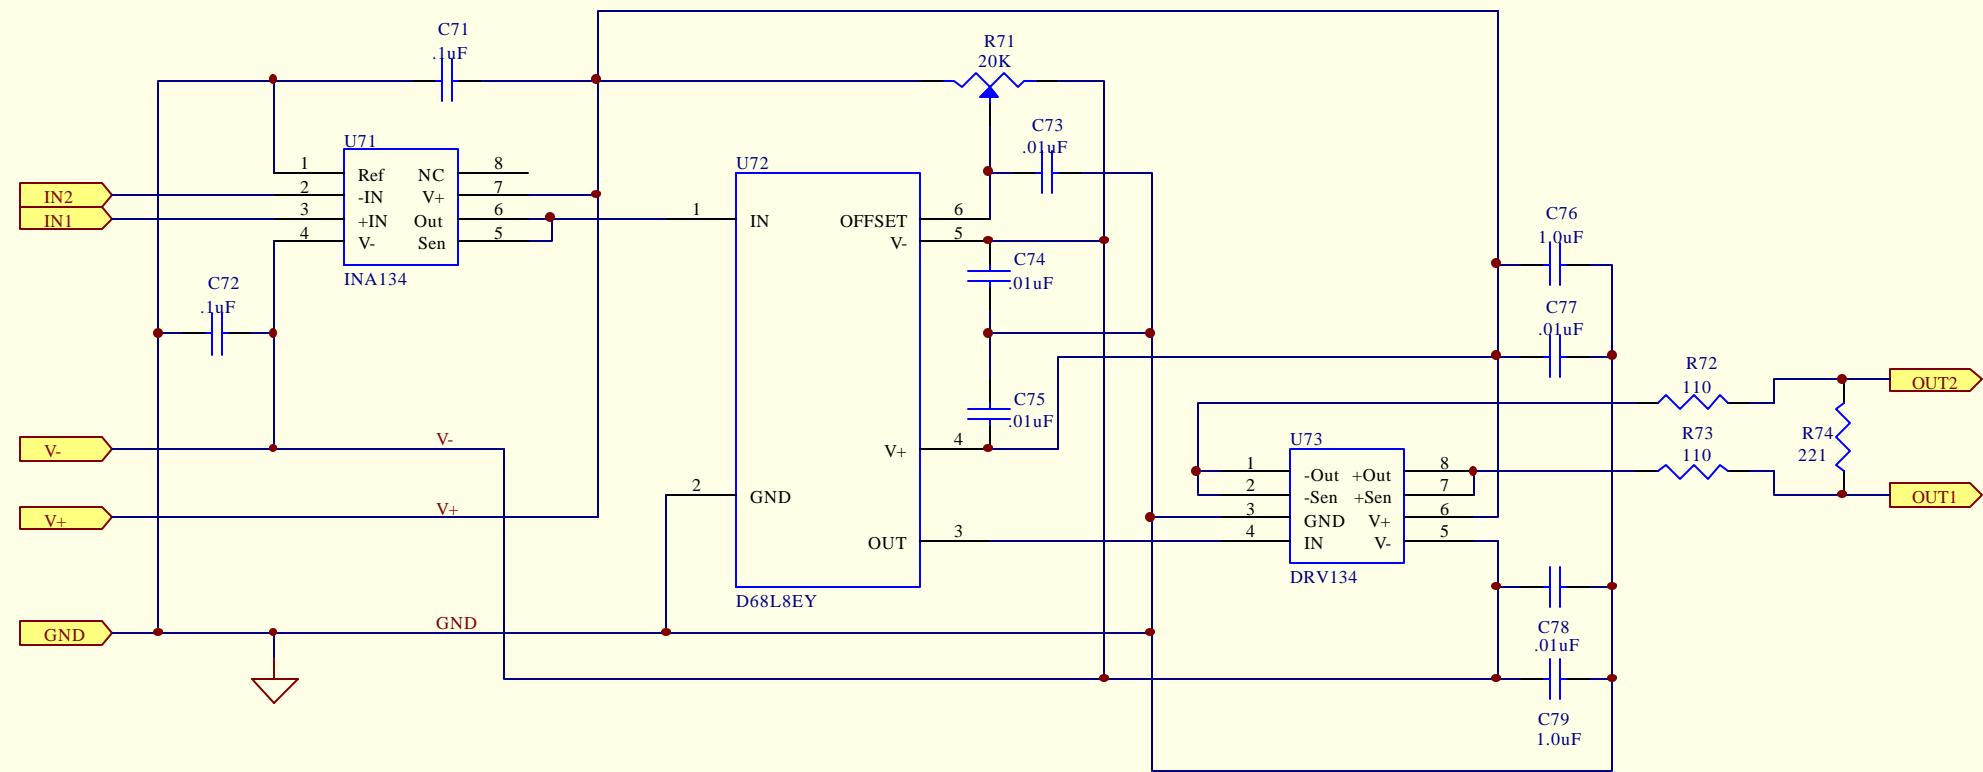 C71
.1uF
R71
20K
C73
.01uF
U71
1
2
3
4
Ref
-IN
+IN
V-
NC
V+
Out
Sen
8
7
6
5
INA134
IN2
IN1
C72
.1uF
U72
1
IN
OFFSET
V-
6
5
C74
.01uF
C75
.01uF
V+
4
2
GND
OUT
3
D68L8EY
C76
1.0uF
C77
.01uF
R72
110
R73
110
R74
221
OUT2
OUT1
U73
1
2
3
4
-Out
-Sen
GND
IN
+Out
+Sen
V+
V-
8
7
6
5
DRV134
V-
V-
V+
V+
GND
GND
C78
.01uF
C79
1.0uF